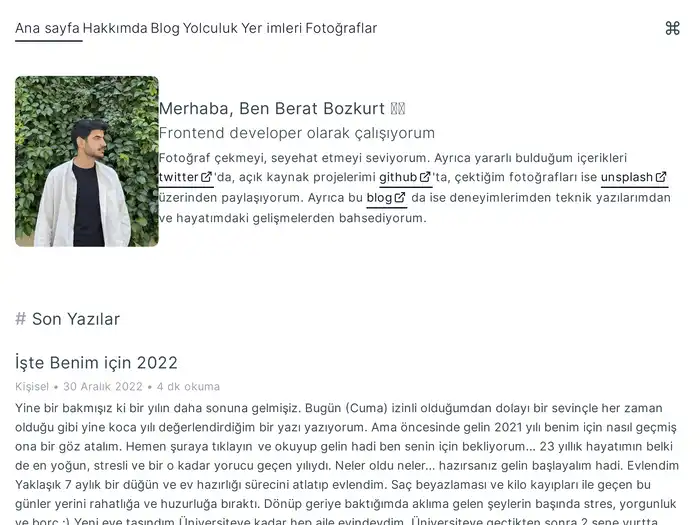 Ana sayfa Hakkımda Blog Yolculuk Yer imleri Fotoğraflar ⌘
Merhaba, Ben Berat Bozkurt
Frontend developer olarak çalışıyorum
Fotoğraf çekmeyi, seyehat etmeyi seviyorum. Ayrıca yararlı bulduğum içerikleri
twitter 'da, açık kaynak projelerimi github 'ta, çektiğim fotoğrafları ise unsplash
üzerinden paylaşıyorum. Ayrıca bu blog da ise deneyimlerimden teknik yazılarımdan
ve hayatımdaki gelişmelerden bahsediyorum.
# Son Yazılar
İşte Benim için 2022
Kişisel • 30 Aralık 2022 • 4 dk okuma
Yine bir bakmışız ki bir yılın daha sonuna gelmişiz. Bugün (Cuma) izinli olduğumdan dolayı bir sevinçle her zaman
olduğu gibi yine koca yılı değerlendirdiğim bir yazı yazıyorum. Ama öncesinde gelin 2021 yılı benim için nasıl geçmiş
ona bir göz atalım. Hemen şuraya tıklayın ve okuyup gelin hadi ben senin için bekliyorum... 23 yıllık hayatımın belki
de en yoğun, stresli ve bir o kadar yorucu geçen yılıydı. Neler oldu neler... hazırsanız gelin başlayalım hadi. Evlendim
Yaklaşık 7 aylık bir düğün ve ev hazırlığı sürecini atlatıp evlendim. Saç beyazlaması ve kilo kayıpları ile geçen bu
günler yerini rahatlığa ve huzurluğa bıraktı. Dönüp geriye baktığımda aklıma gelen şeylerin başında stres, yorgunluk
ve borç :) Yeni eve taşındım Üniversiteye kadar hep aile evindeydim. Üniversiteye geçtikten sonra 2 sene yurtta